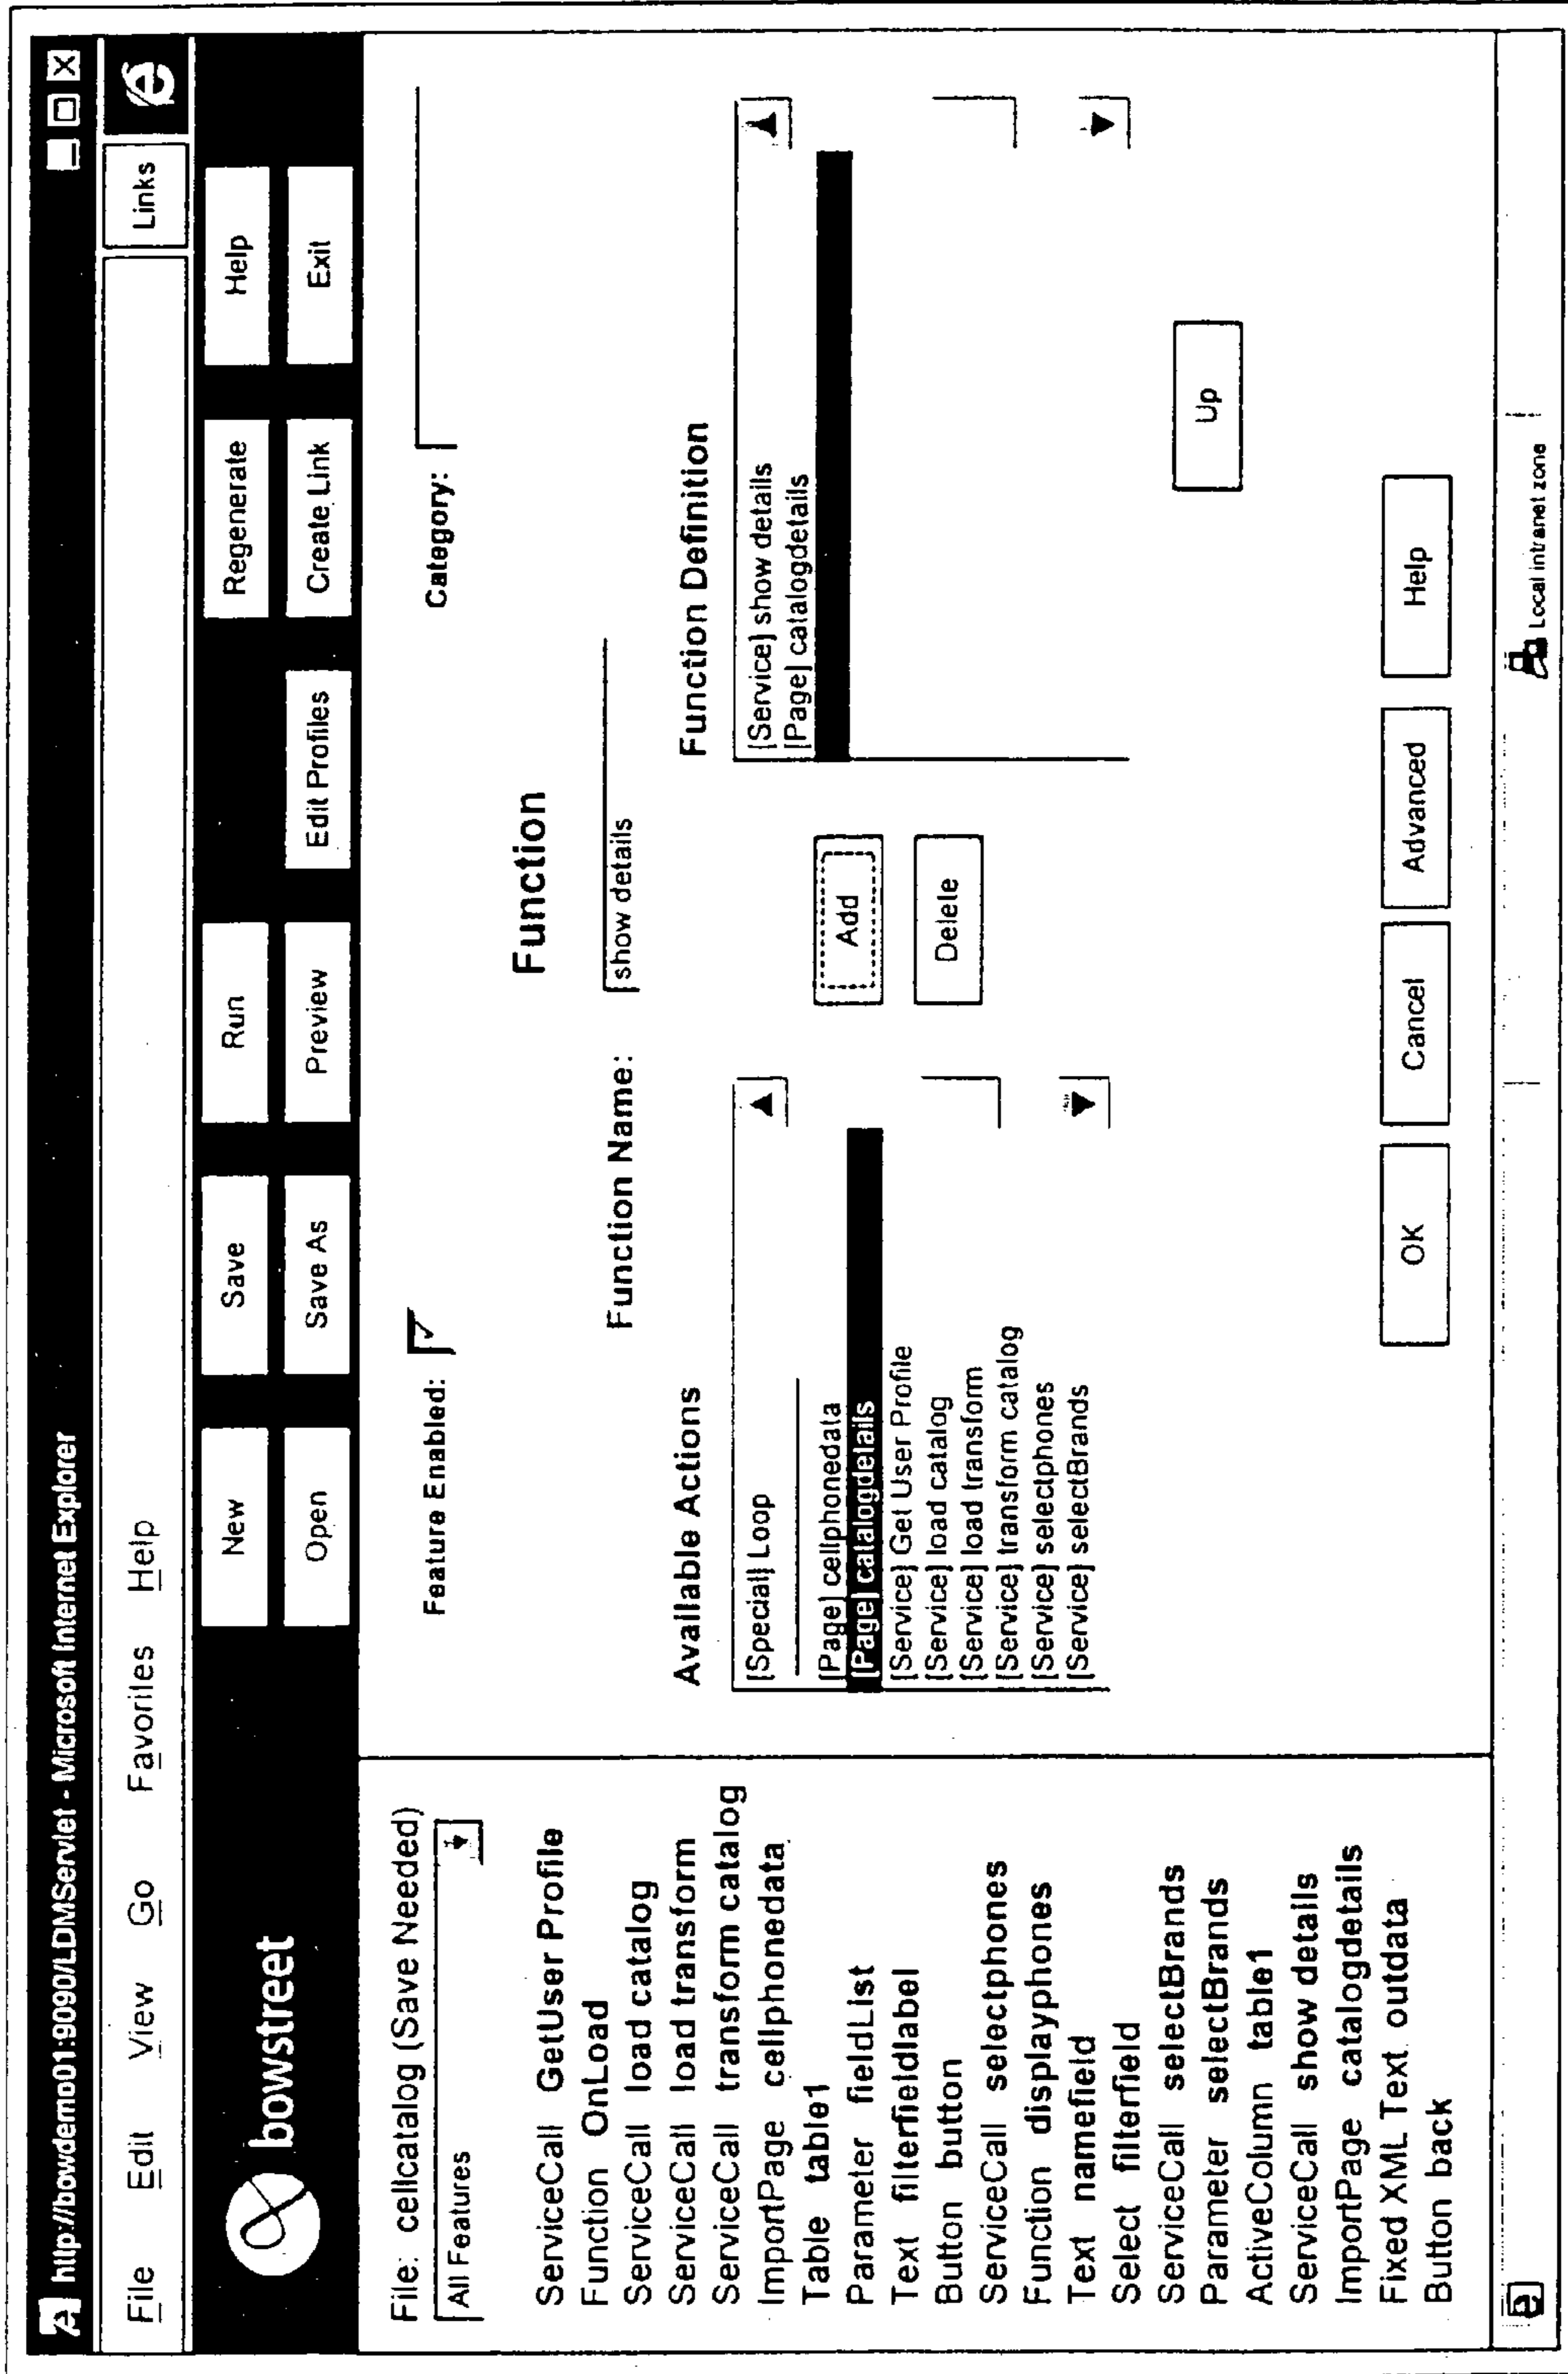 http://bowdemo01:9090/LDMServlet - Microsoft Internet Explorer
File Edit View Go Favorites Help
Links
bowstreet
New Save Run Regenerate Help
Open Save As Preview Edit Profiles Create Link Exit
File: cellcatalog (Save Needed)
All Features
ServiceCall GetUser Profile
Function OnLoad
ServiceCall load catalog
ServiceCall load transform
ServiceCall transform catalog
ImportPage cellphonedata
Table table1
Parameter fieldList
Text filterfieldlabel
Button button
ServiceCall selectphones
Function displayphones
Text namefield
Select filterfield
ServiceCall selectBrands
Parameter selectBrands
ActiveColumn table1
ServiceCall show details
ImportPage catalogdetails
Fixed XML Text outdata
Button back
Feature Enabled:
Category:
Function
Function Name: show details
Available Actions
[Special] Loop
[Page] cellphonedata
[Page] catalogdetails
[Service] Get User Profile
[Service] load catalog
[Service] load transform
[Service] transform catalog
[Service] selectphones
[Service] selectBrands
Add
Delete
Function Definition
[Service] show details
[Page] catalogdetails
Up
OK Cancel Advanced Help
Local intranet zone